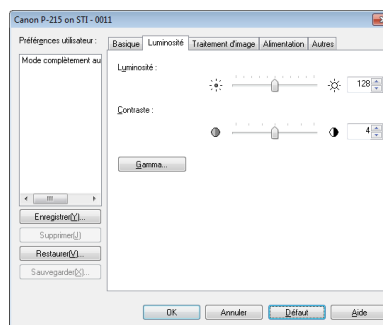 Canon P-215 on STI - 0011
Préférences utilisateur :
Mode complètement au
Enregistrer(Y)...
Supprimer(J)
Restaurer(V)...
Sauvegarder(X)...
Basique Luminosité Traitement d'image Alimentation Autres
Luminosité :
128
Contraste :
4
Gamma...
OK Annuler Défaut Aide